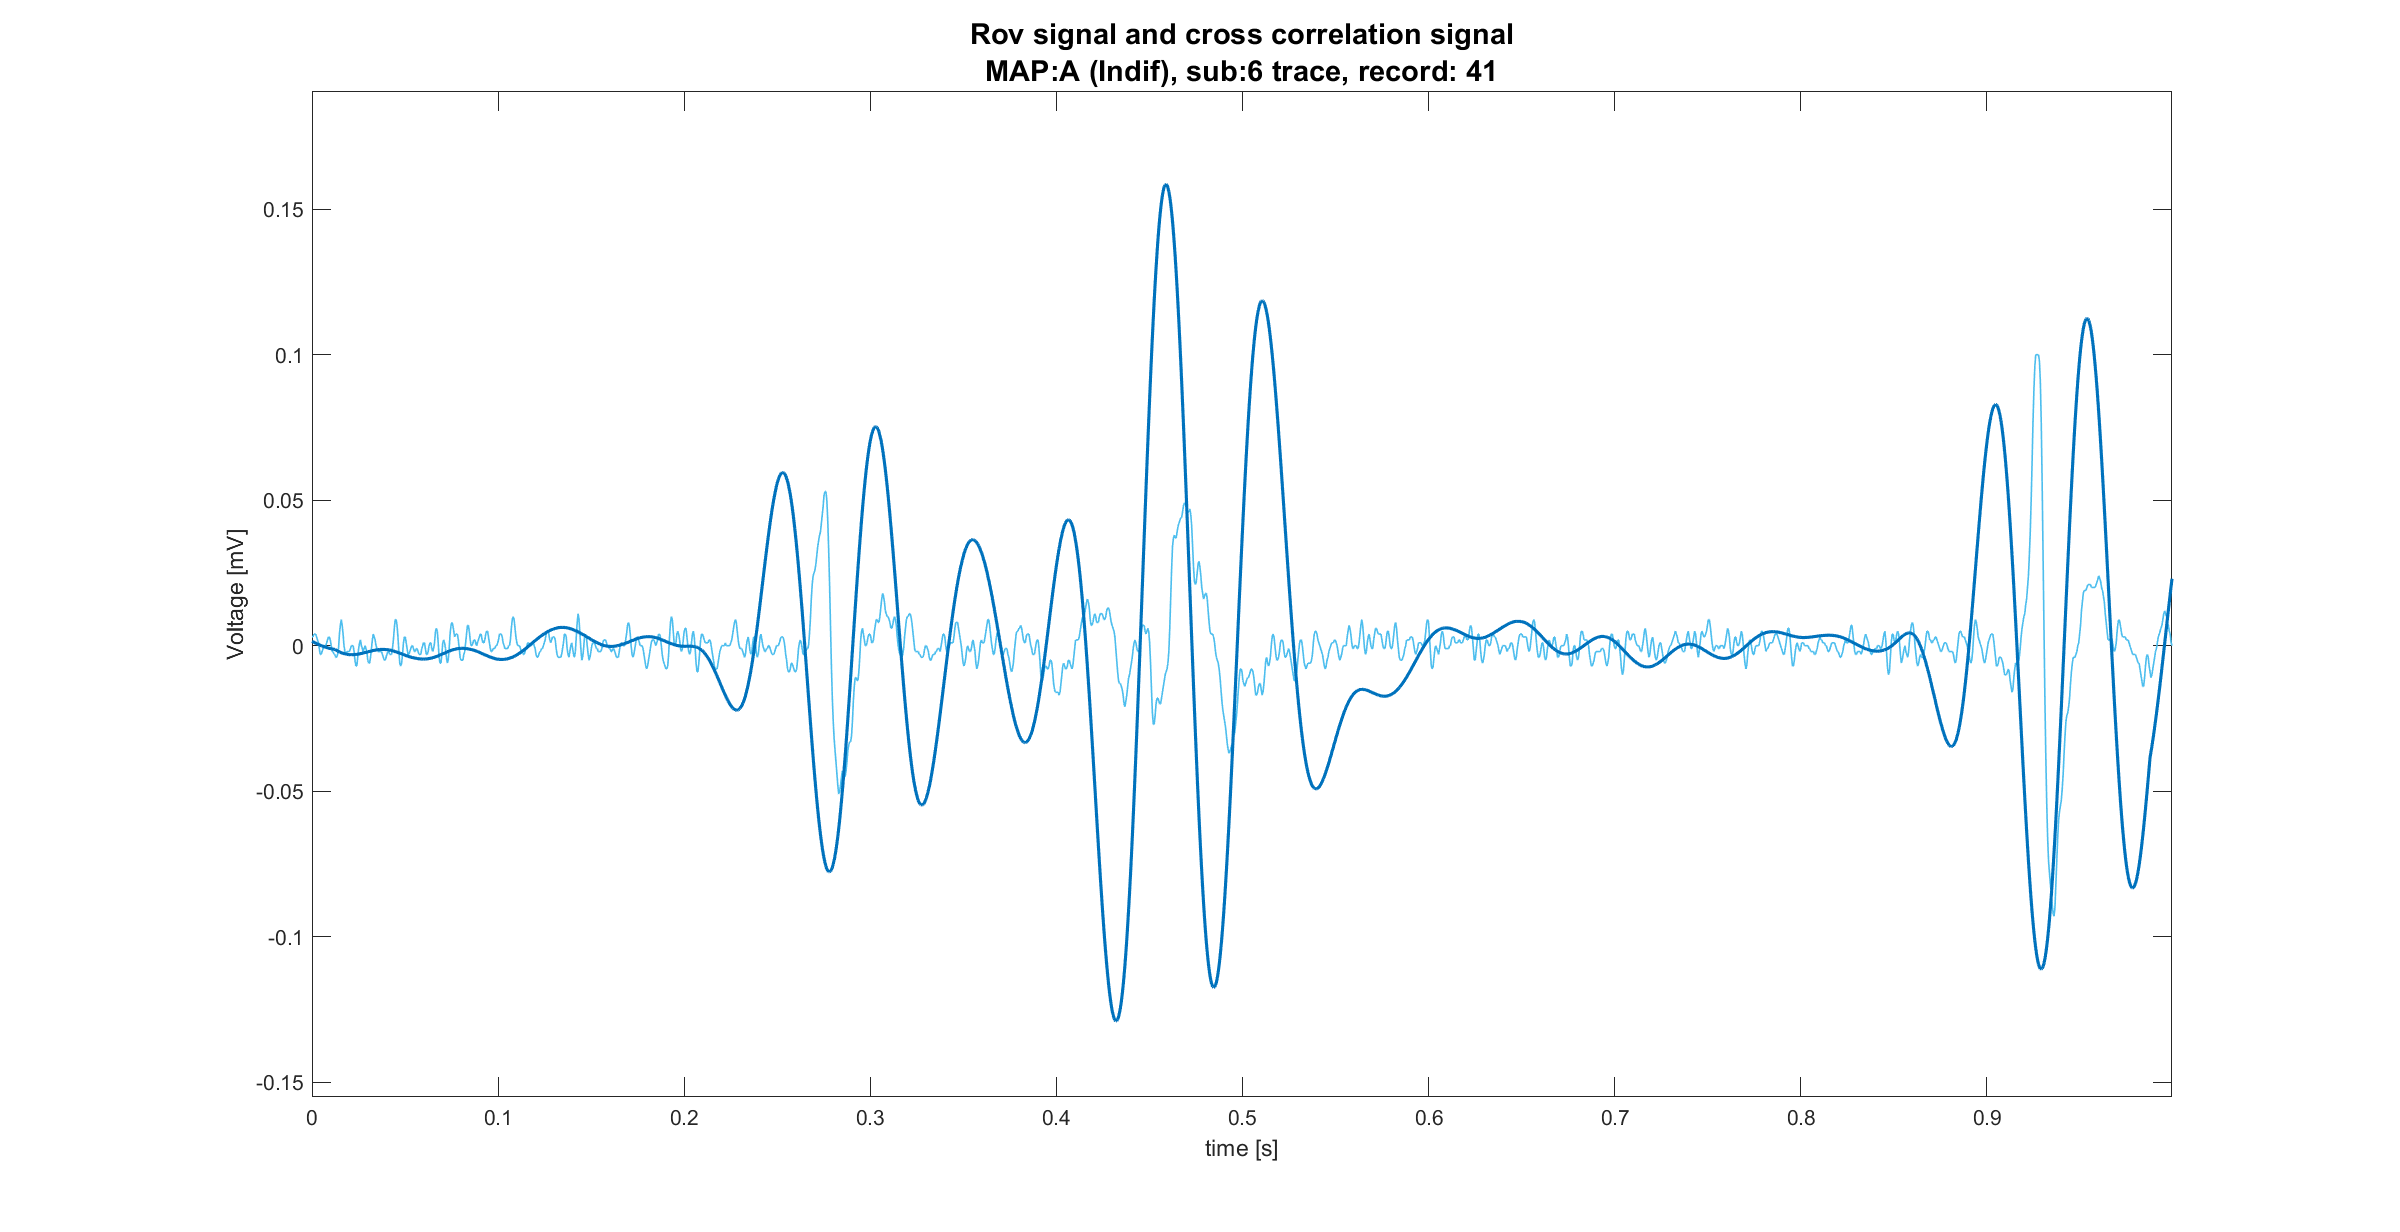 Rov signal and cross correlation signal
MAP:A (Indif), sub:6 trace, record: 41
Voltage [mV]
0.15
0.1
0.05
0
-0.05
-0.1
-0.15
0 0.1 0.2 0.3 0.4 0.5 0.6 0.7 0.8 0.9
time [s]